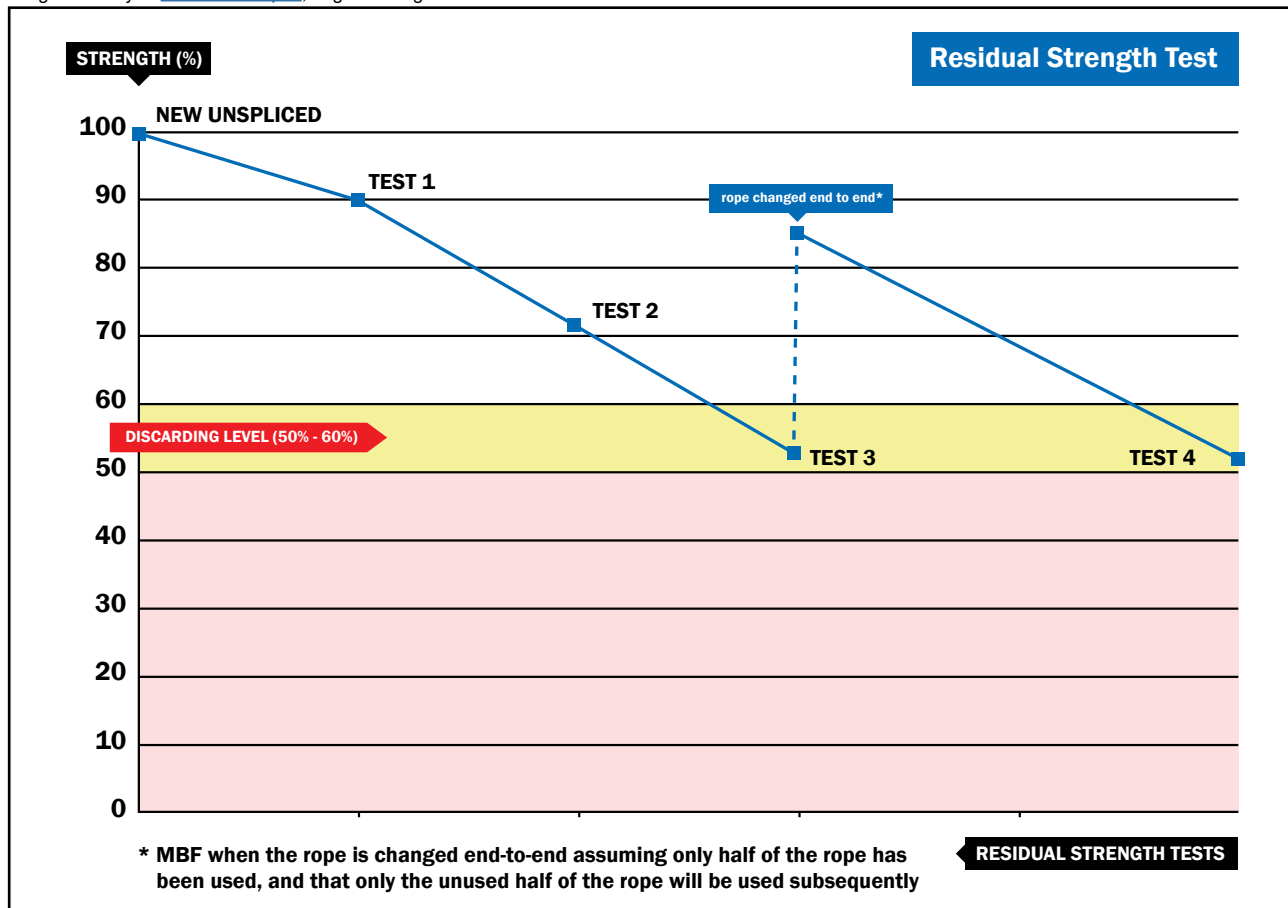 STRENGTH (%)
Residual Strength Test
NEW UNSPLICED
100
TEST 1
90
rope changed end to end*
80
TEST 2
70
60
DISCARDING LEVEL (50% - 60%)
TEST 3
TEST 4
50
40
30
20
10
0
* MBF when the rope is changed end-to-end assuming only half of the rope has
been used, and that only the unused half of the rope will be used subsequently
RESIDUAL STRENGTH TESTS